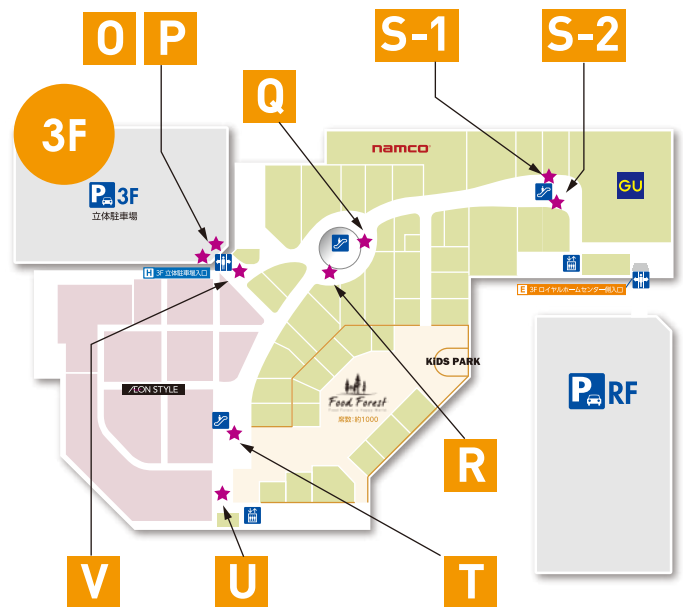 O
P
Q
S-1
S-2
3F
P 3F
立体駐車場
namco
GU
H 3F 立体駐車場入口
E 3F ロイヤルホームセンター側入口
ÆON STYLE
KiDS PARK
Food Forest
席数:約1000
P RF
R
V
U
T